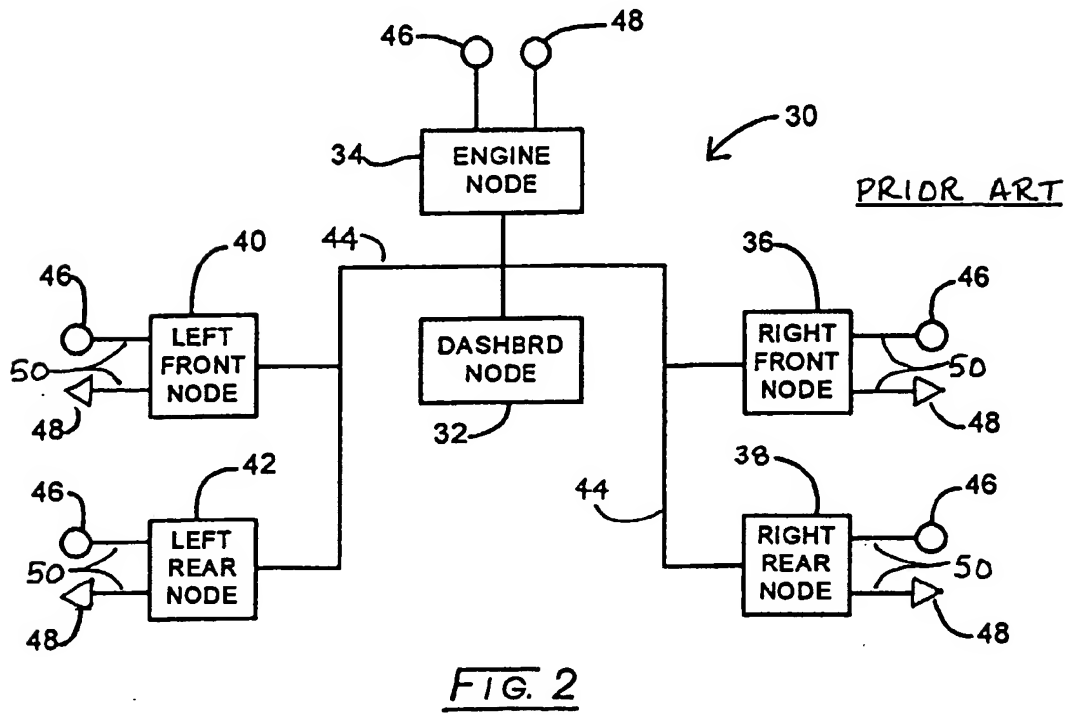 46
48
30
34
ENGINE
NODE
PRIOR ART
44
40
36
46
46
LEFT
FRONT
NODE
DASHBRD
NODE
RIGHT
FRONT
NODE
50
50
48
32
48
42
38
46
44
46
LEFT
REAR
NODE
RIGHT
REAR
NODE
50
50
48
48
FIG. 2